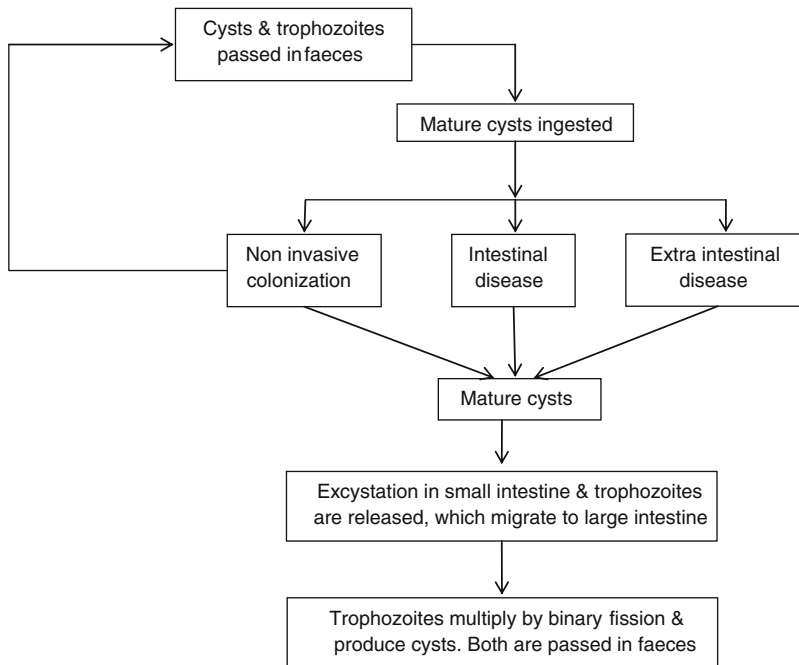 Cysts & trophozoites
passed in faeces
Mature cysts ingested
Non invasive
colonization
Intestinal
disease
Extra intestinal
disease
Mature cysts
Excystation in small intestine & trophozoites
are released, which migrate to large intestine
Trophozoites multiply by binary fission &
produce cysts. Both are passed in faeces